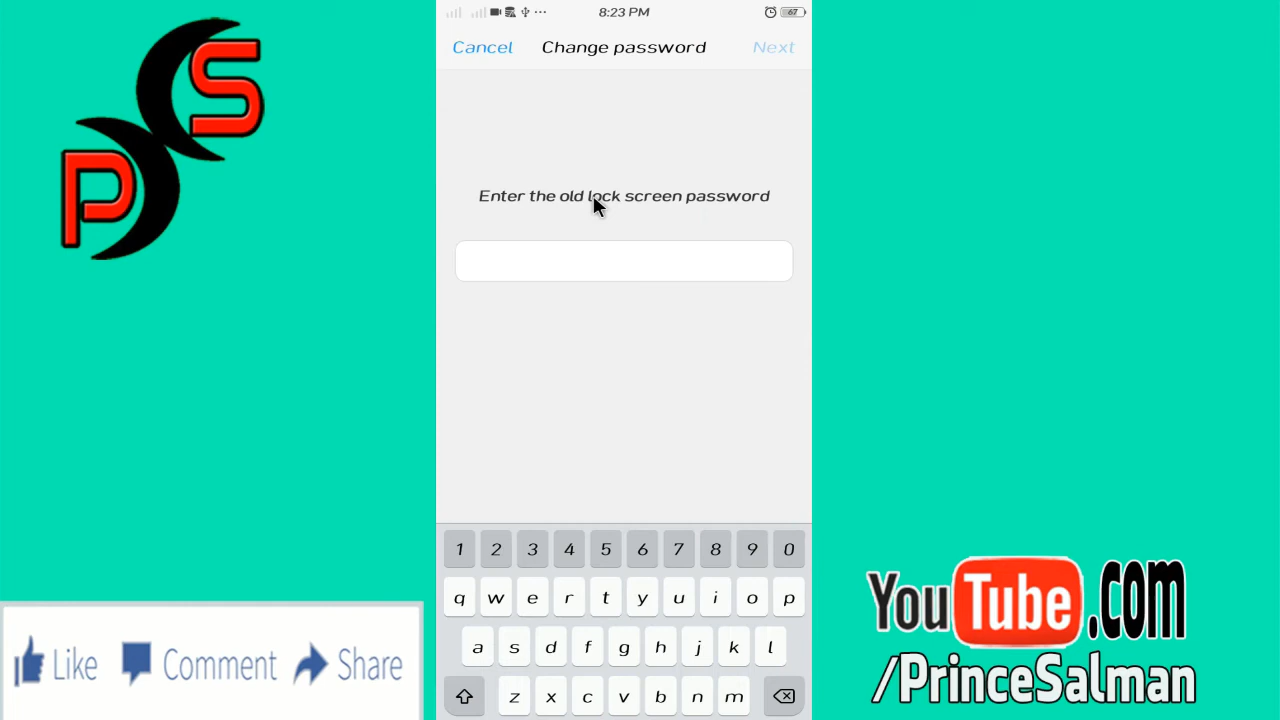 P S
8:23 PM
67
Cancel Change password Next
Enter the old lock screen password
1 2 3 4 5 6 7 8 9 0
q w e r t y u i o p
a s d f g h j k l
z x c v b n m
Like Comment Share
YouTube.com
/PrinceSalman